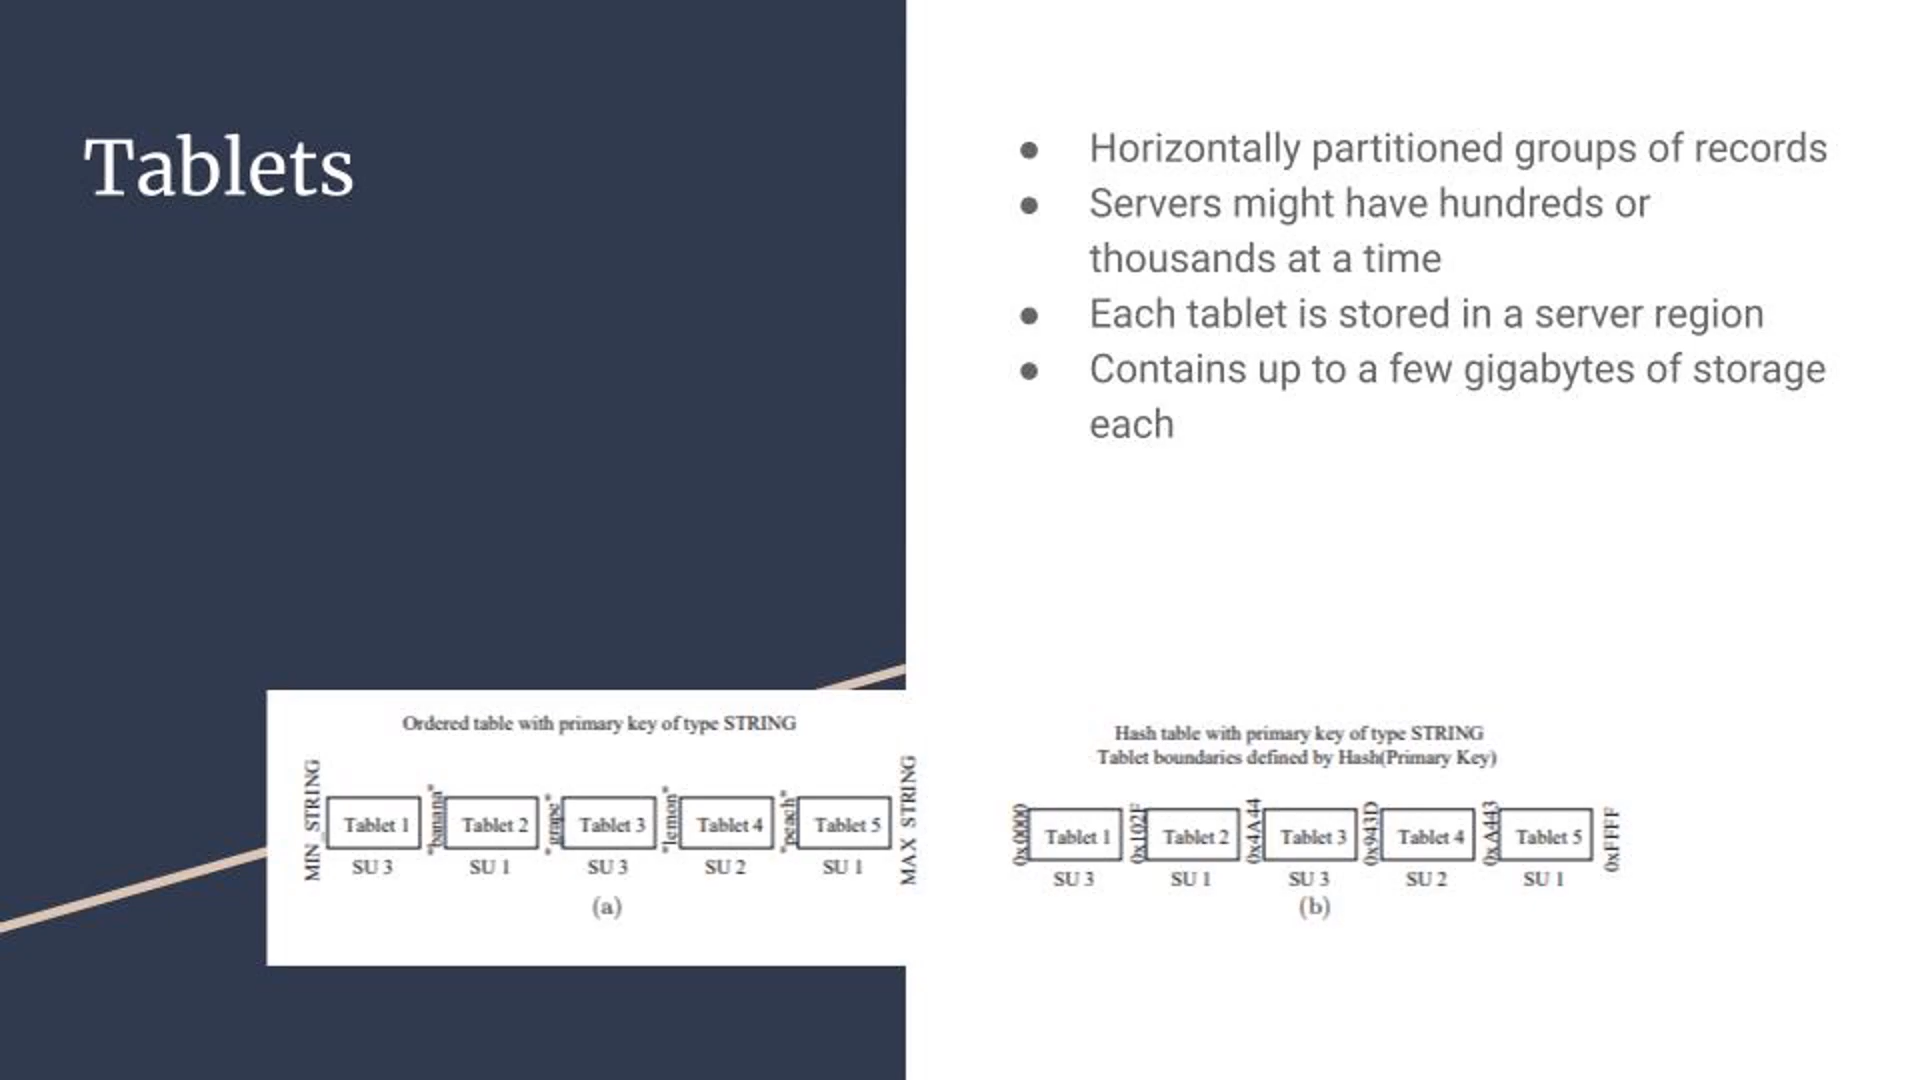 Tablets
● Horizontally partitioned groups of records
● Servers might have hundreds or
thousands at a time
● Each tablet is stored in a server region
● Contains up to a few gigabytes of storage
each
Ordered table with primary key of type STRING
MIN_STRING
Tablet 1
"banana"
Tablet 2
"grape"
Tablet 3
"lemon"
Tablet 4
"peach"
Tablet 5
MAX_STRING
SU 3
SU 1
SU 3
SU 2
SU 1
(a)
Hash table with primary key of type STRING
Tablet boundaries defined by Hash(Primary Key)
0x0000
Tablet 1
0x102F
Tablet 2
0x4A44
Tablet 3
0x943D
Tablet 4
0xA443
Tablet 5
0xFFFF
SU 3
SU 1
SU 3
SU 2
SU 1
(b)